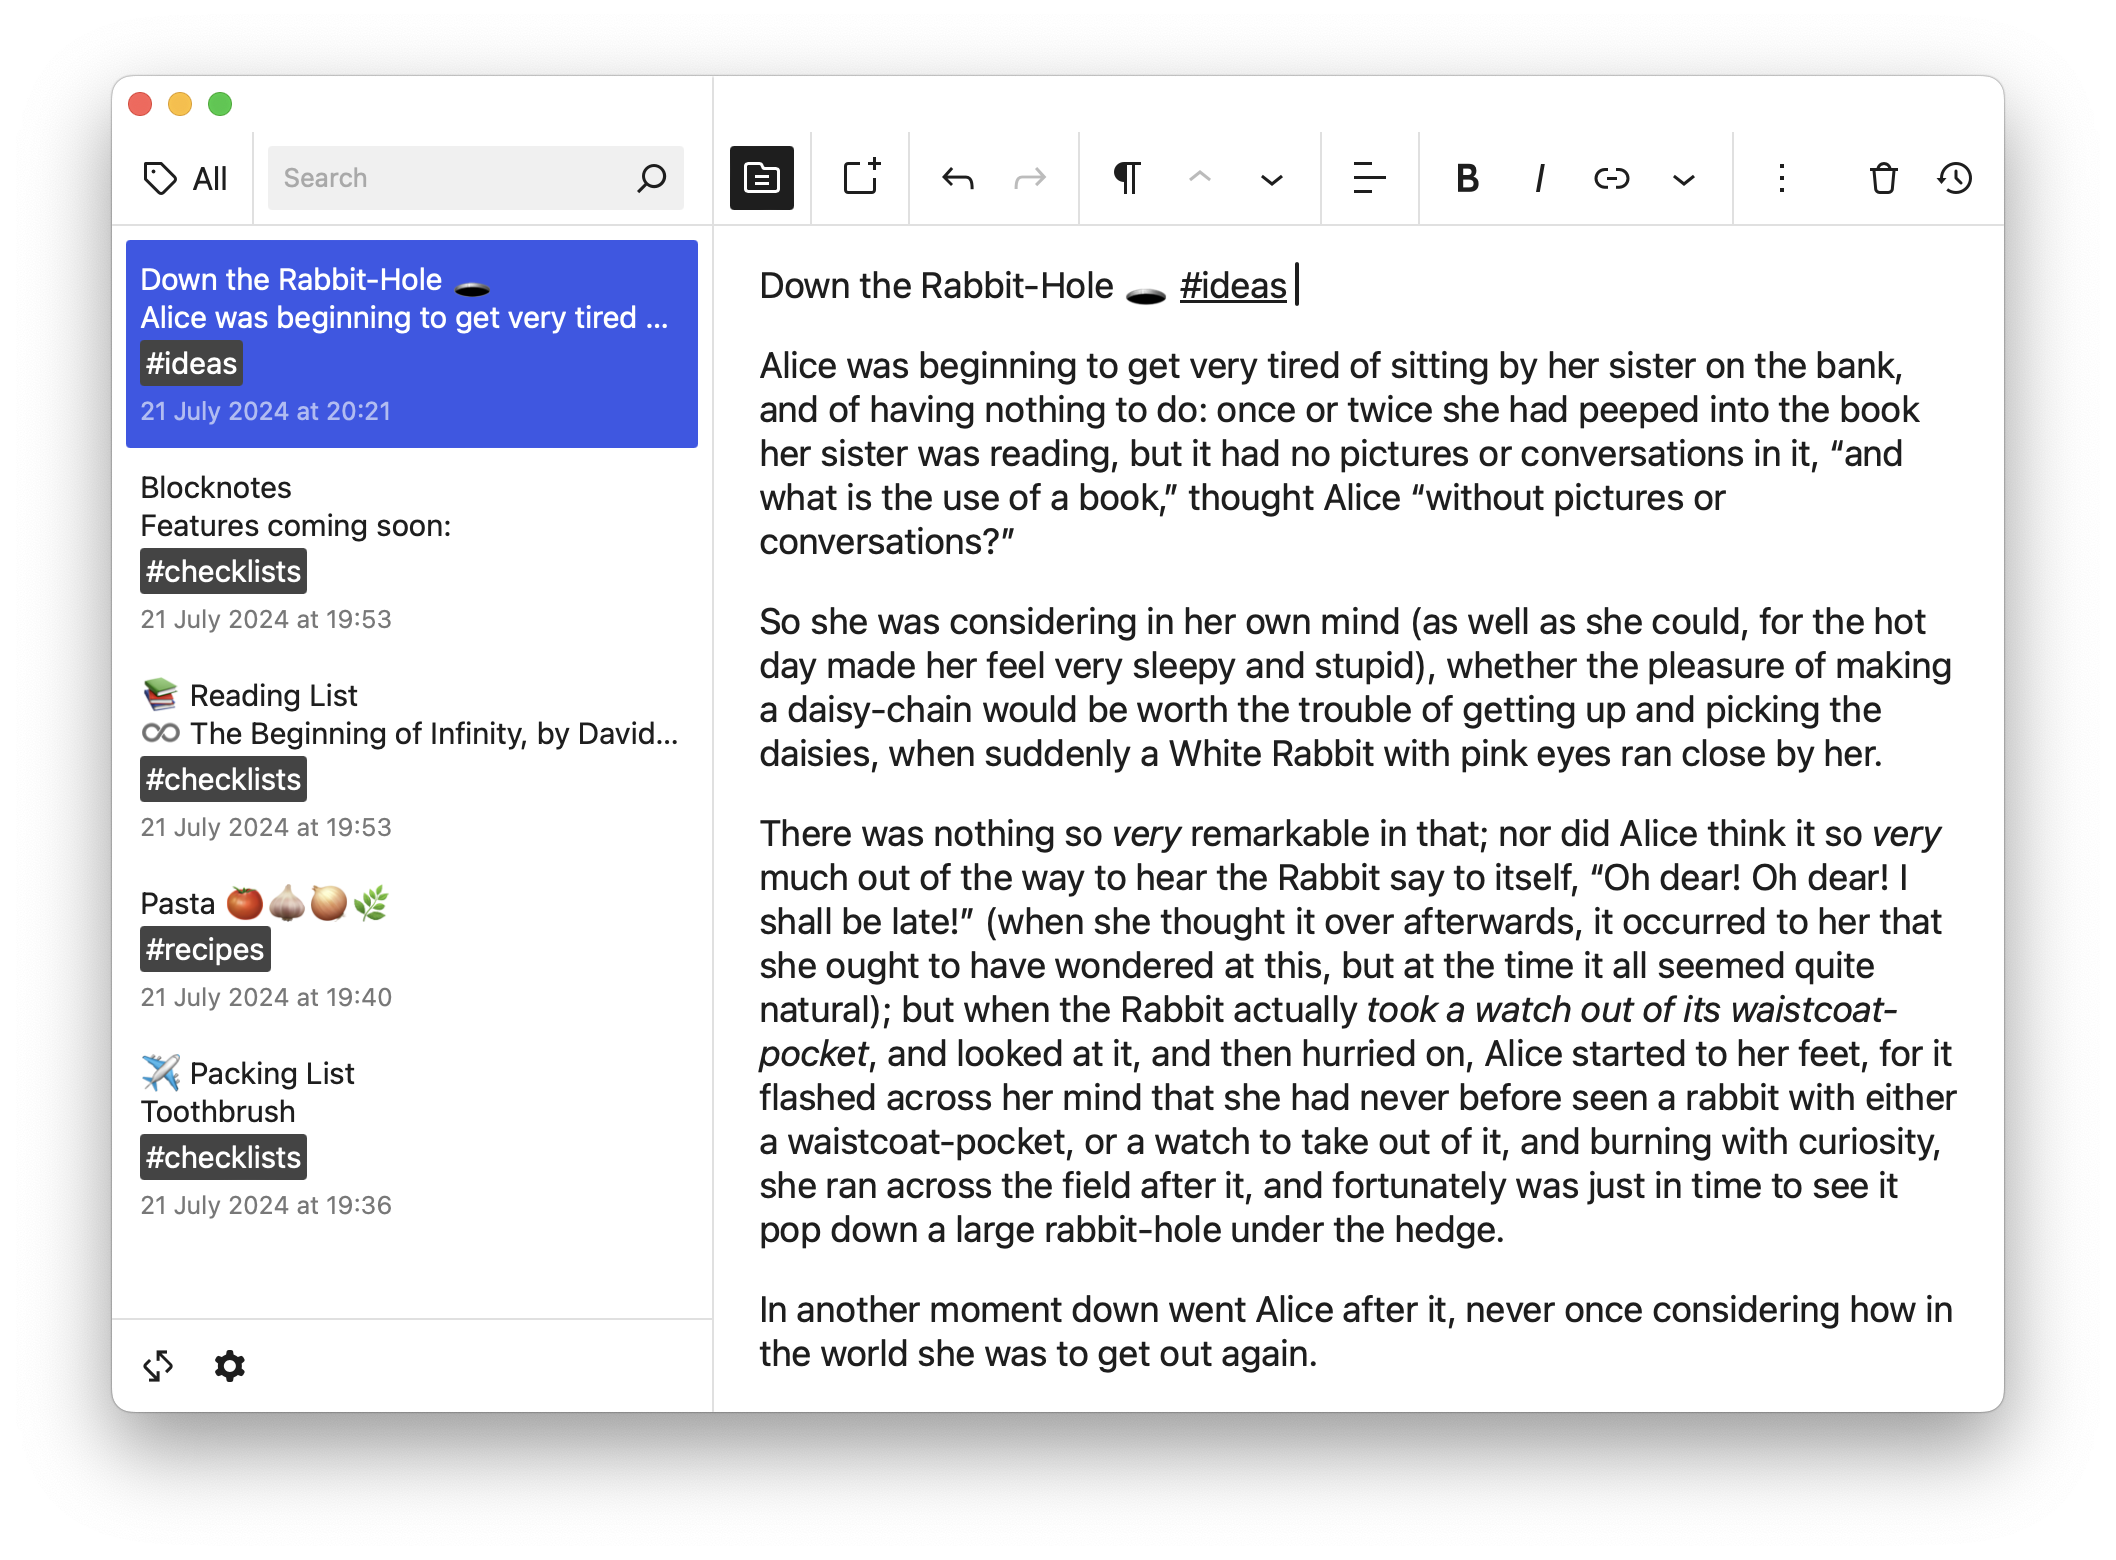 All
Search
Down the Rabbit-Hole 🕳️
Alice was beginning to get very tired ...
#ideas
21 July 2024 at 20:21
Blocknotes
Features coming soon:
#checklists
21 July 2024 at 19:53
📚 Reading List
♾️ The Beginning of Infinity, by David...
#checklists
21 July 2024 at 19:53
Pasta 🍅🧄🧅🌿
#recipes
21 July 2024 at 19:40
✈️ Packing List
Toothbrush
#checklists
21 July 2024 at 19:36
B I
Down the Rabbit-Hole 🕳️ #ideas
Alice was beginning to get very tired of sitting by her sister on the bank,
and of having nothing to do: once or twice she had peeped into the book
her sister was reading, but it had no pictures or conversations in it, “and
what is the use of a book,” thought Alice “without pictures or
conversations?”
So she was considering in her own mind (as well as she could, for the hot
day made her feel very sleepy and stupid), whether the pleasure of making
a daisy-chain would be worth the trouble of getting up and picking the
daisies, when suddenly a White Rabbit with pink eyes ran close by her.
There was nothing so very remarkable in that; nor did Alice think it so very
much out of the way to hear the Rabbit say to itself, “Oh dear! Oh dear! I
shall be late!” (when she thought it over afterwards, it occurred to her that
she ought to have wondered at this, but at the time it all seemed quite
natural); but when the Rabbit actually took a watch out of its waistcoat-
pocket, and looked at it, and then hurried on, Alice started to her feet, for it
flashed across her mind that she had never before seen a rabbit with either
a waistcoat-pocket, or a watch to take out of it, and burning with curiosity,
she ran across the field after it, and fortunately was just in time to see it
pop down a large rabbit-hole under the hedge.
In another moment down went Alice after it, never once considering how in
the world she was to get out again.